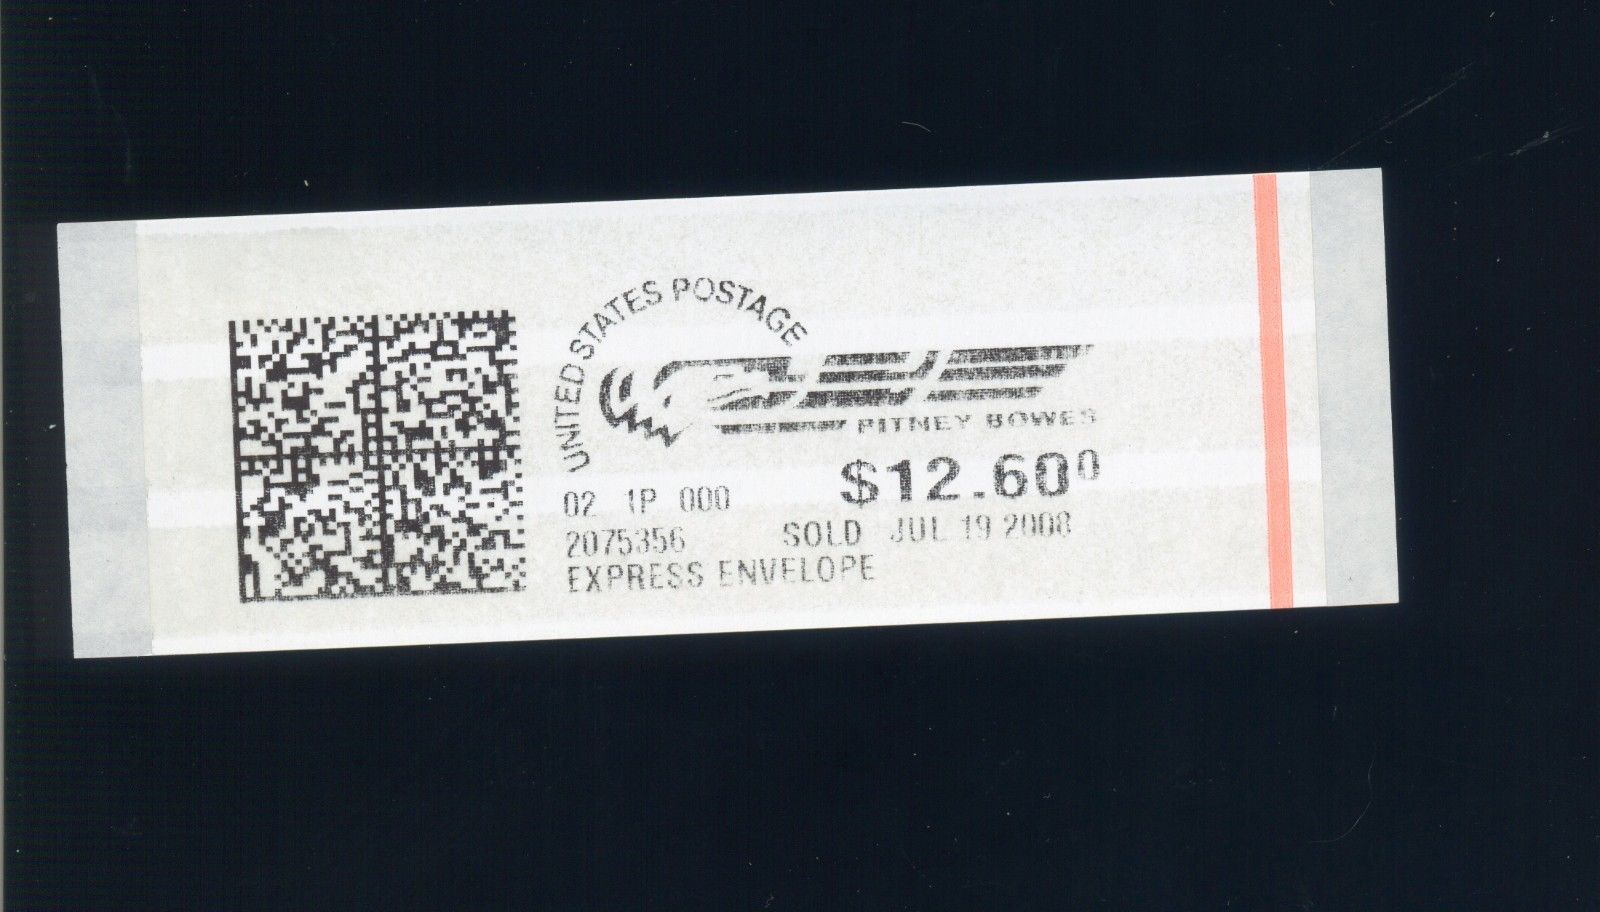 UNITED STATES POSTAGE
PITNEY BOWES
$12.600
02 1P 000
2075356 SOLD JUL 19 2008
EXPRESS ENVELOPE